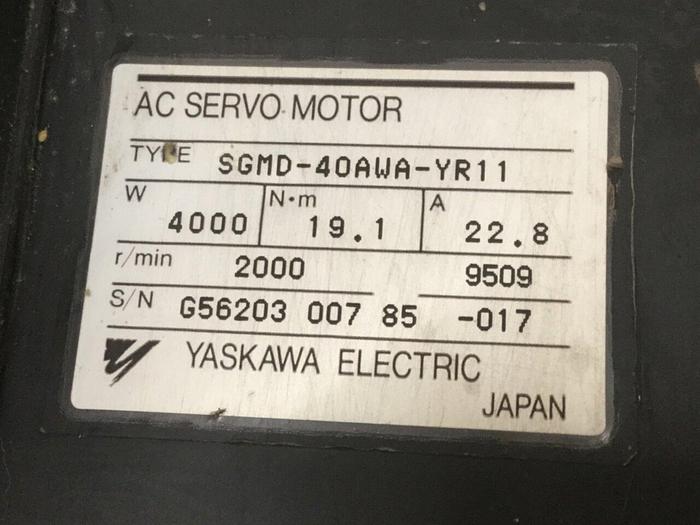 AC SERVO MOTOR
TYPE SGMD-40AWA-YR11
W 4000 N·m 19.1 A 22.8
r/min 2000 9509
S/N G56203 007 85 -017
YASKAWA ELECTRIC
JAPAN